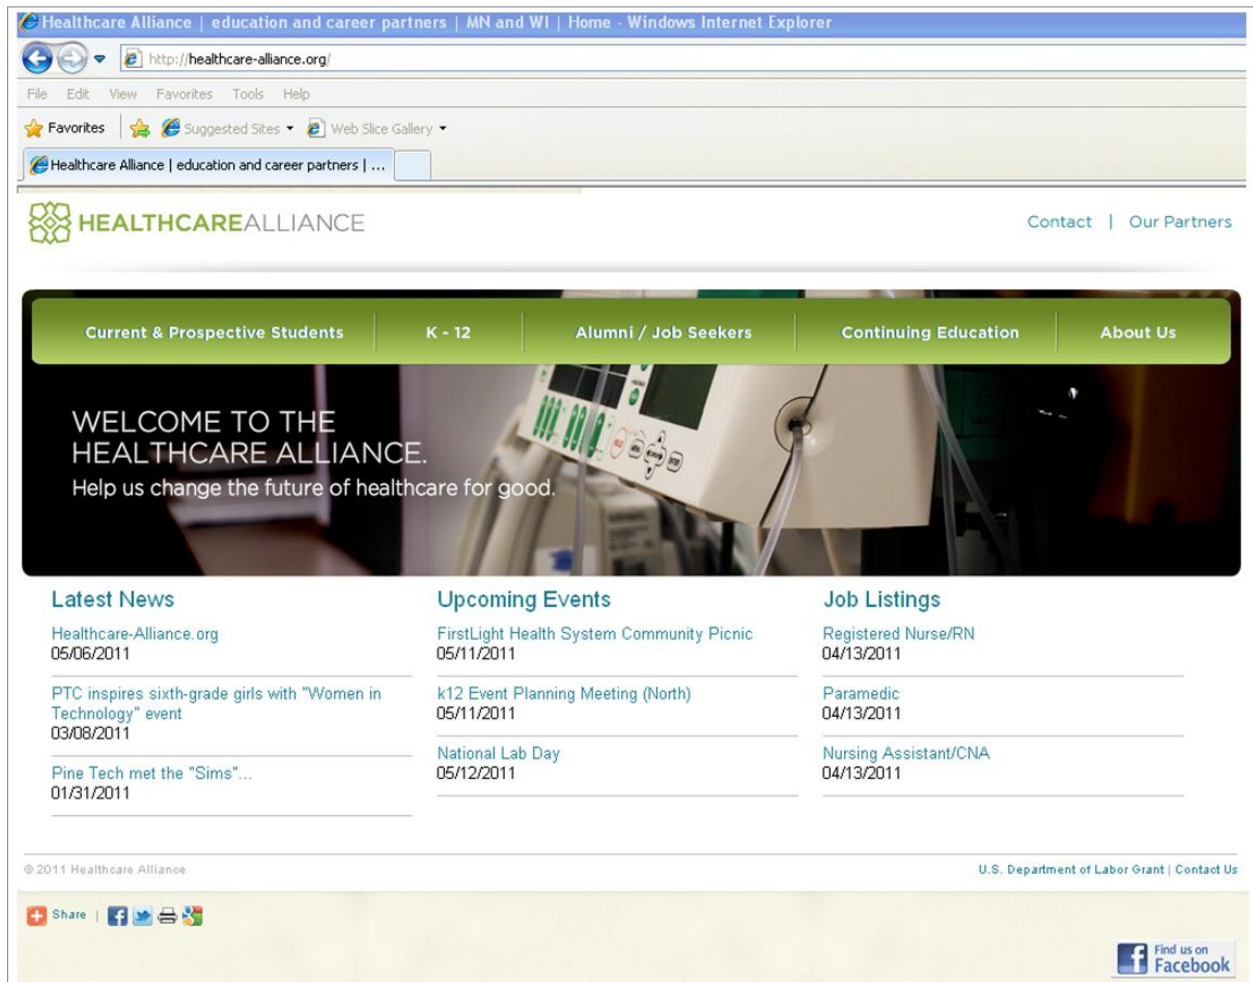 Healthcare Alliance | education and career partners | MN and WI | Home - Windows Internet Explorer
http://healthcare-alliance.org/
File Edit View Favorites Tools Help
Favorites Suggested Sites Web Slice Gallery
Healthcare Alliance | education and career partners | ...
HEALTHCAREALLIANCE
Contact | Our Partners
Current & Prospective Students K - 12 Alumni / Job Seekers Continuing Education About Us
WELCOME TO THE
HEALTHCARE ALLIANCE.
Help us change the future of healthcare for good.
Latest News
Healthcare-Alliance.org
05/06/2011
PTC inspires sixth-grade girls with "Women in
Technology" event
03/08/2011
Pine Tech met the "Sims"...
01/31/2011
Upcoming Events
FirstLight Health System Community Picnic
05/11/2011
k12 Event Planning Meeting (North)
05/11/2011
National Lab Day
05/12/2011
Job Listings
Registered Nurse/RN
04/13/2011
Paramedic
04/13/2011
Nursing Assistant/CNA
04/13/2011
© 2011 Healthcare Alliance
U.S. Department of Labor Grant | Contact Us
Share |
Find us on
Facebook